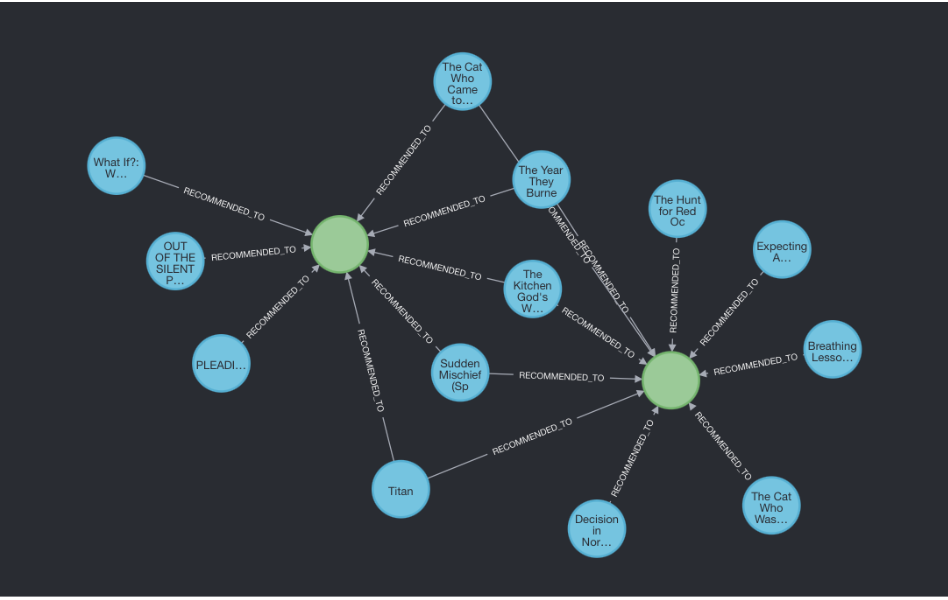 The Cat
Who
Came
to...
RECOMMENDED_TO
What If?:
W...
RECOMMENDED_TO
The Year
They
Burne
RECOMMENDED_TO
OMMENDED_TO
RECOMMENDED_TO
The Hunt
for Red
Oc
RECOMMENDED_TO
Expecting
A...
RECOMMENDED_TO
OUT
OF THE
SILENT
P...
RECOMMENDED_TO
The
Kitchen
God's
W...
RECOMMENDED_TO
RECOMMENDED_TO
PLEADI...
RECOMMENDED_TO
Sudden
Mischief
(Sp
RECOMMENDED_TO
RECOMMENDED_TO
Breathing
Lesso...
RECOMMENDED_TO
Titan
RECOMMENDED_TO
RECOMMENDED_TO
Decision
in
Nor...
RECOMMENDED_TO
The Cat
Who
Was...
RECOMMENDED_TO